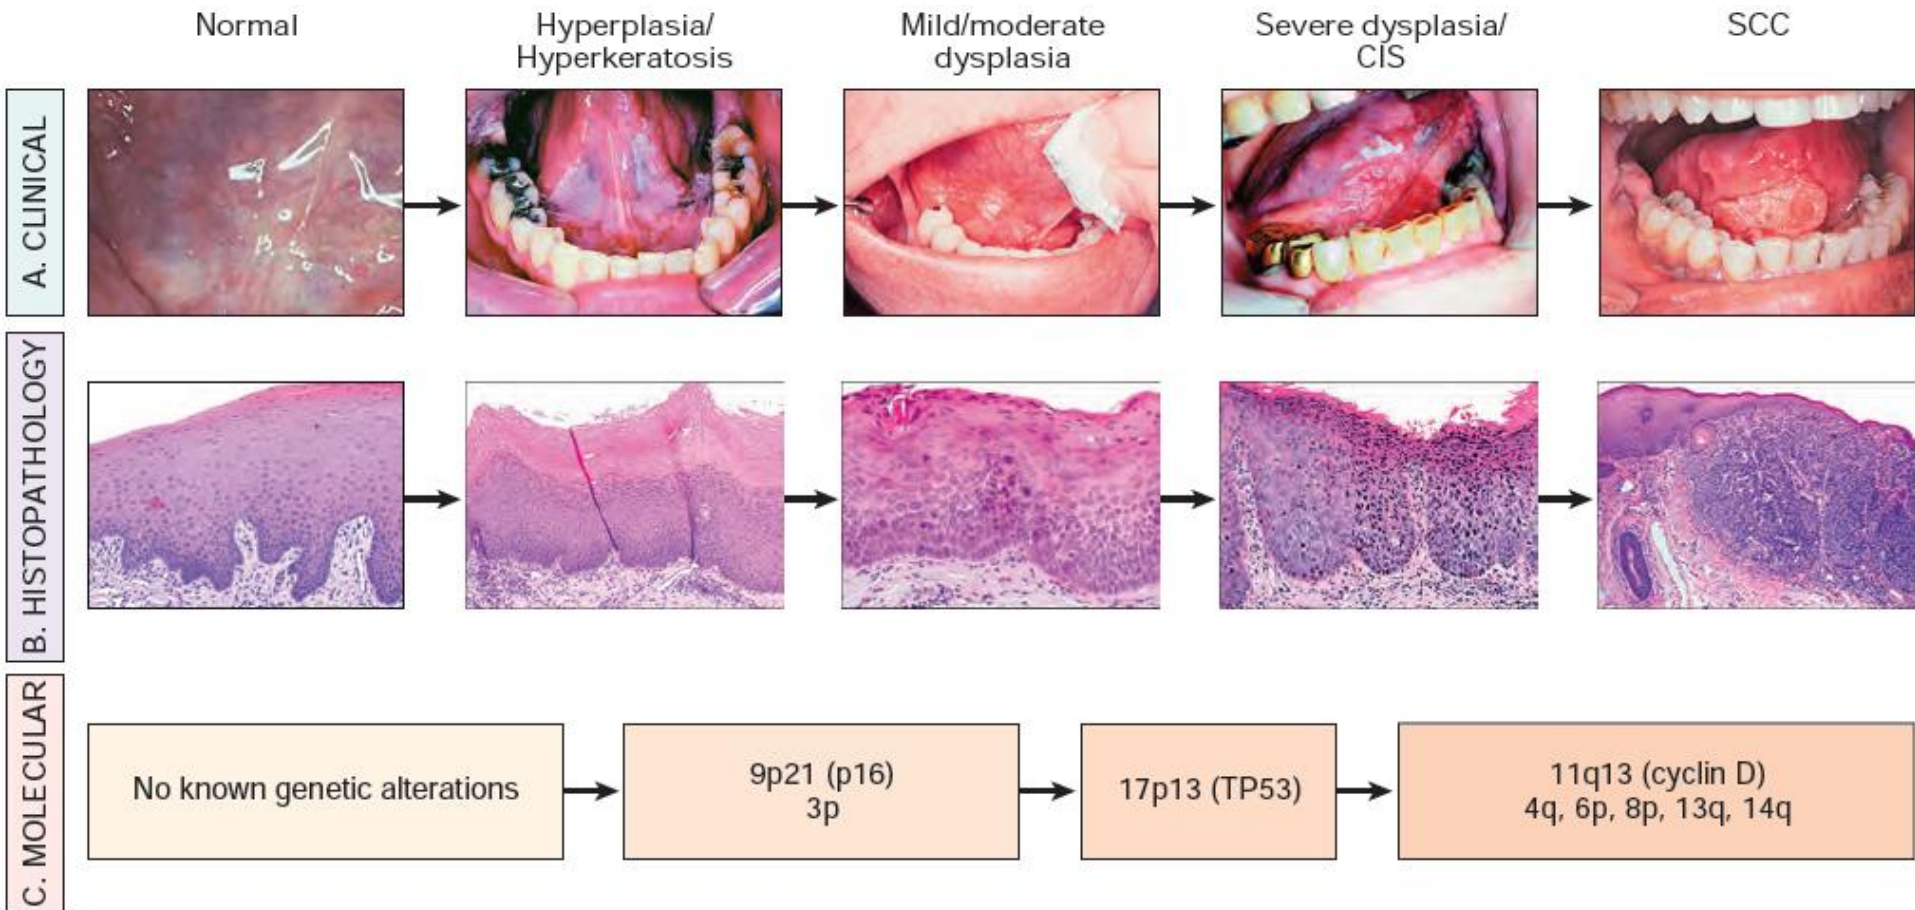 Normal
Hyperplasia/
Hyperkeratosis
Mild/moderate
dysplasia
Severe dysplasia/
CIS
SCC
A. CLINICAL
B. HISTOPATHOLOGY
C. MOLECULAR
No known genetic alterations
9p21 (p16)
3p
17p13 (TP53)
11q13 (cyclin D)
4q, 6p, 8p, 13q, 14q